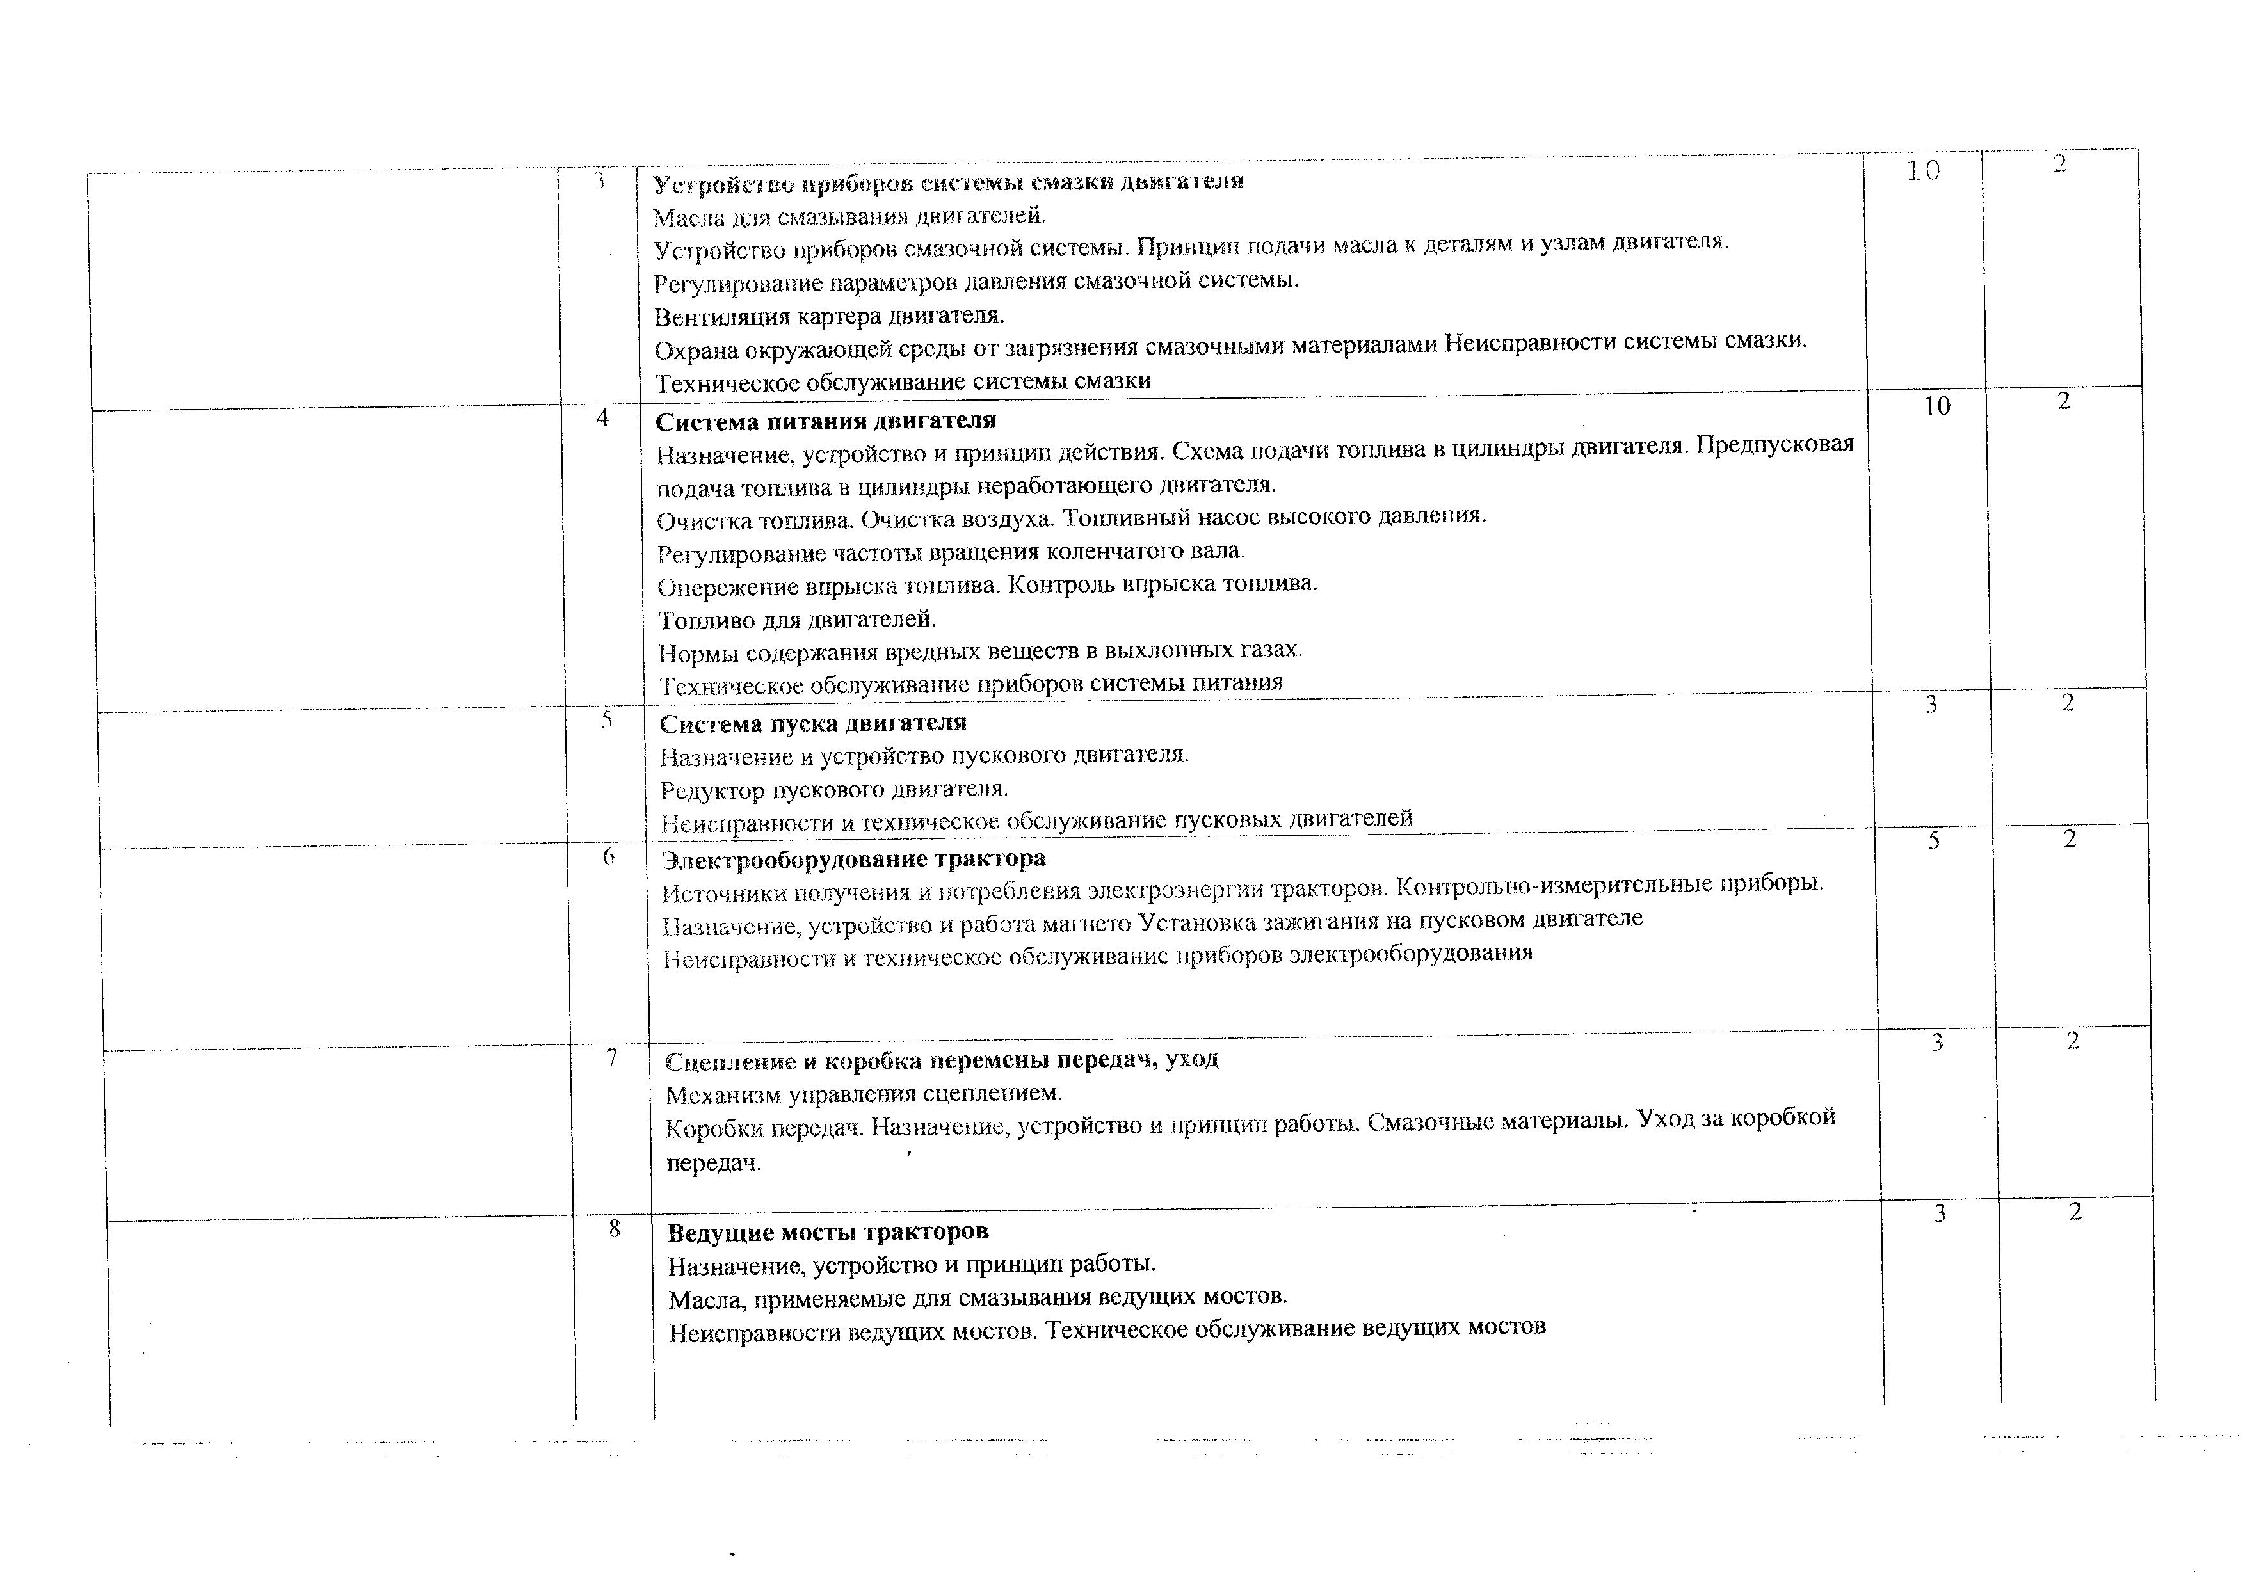 3 Устройство приборов системы смазки двигателя 10 2
Масла для смазывания двигателей.
Устройство приборов смазочной системы. Принцип подачи масла к деталям и узлам двигателя.
Регулирование параметров давления смазочной системы.
Вентиляция картера двигателя.
Охрана окружающей среды от загрязнения смазочными материалами Неисправности системы смазки.
Техническое обслуживание системы смазки
4 Система питания двигателя 10 2
Назначение, устройство и принцип действия. Схема подачи топлива в цилиндры двигателя. Предпусковая
подача топлива в цилиндры неработающего двигателя.
Очистка топлива. Очистка воздуха. Топливный насос высокого давления.
Регулирование частоты вращения коленчатого вала.
Опережение впрыска топлива. Контроль впрыска топлива.
Топливо для двигателей.
Нормы содержания вредных веществ в выхлопных газах.
Техническое обслуживание приборов системы питания
5 Система пуска двигателя 3 2
Назначение и устройство пускового двигателя.
Редуктор пускового двигателя.
Неисправности и техническое обслуживание пусковых двигателей
6 Электрооборудование трактора 5 2
Источники получения и потребления электроэнергии тракторов. Контрольно-измерительные приборы.
Назначение, устройство и работа магнето Установка зажигания на пусковом двигателе
Неисправности и техническое обслуживание приборов электрооборудования
7 Сцепление и коробка перемены передач, уход 3 2
Механизм управления сцеплением.
Коробки передач. Назначение, устройство и принцип работы. Смазочные материалы. Уход за коробкой
передач.
8 Ведущие мосты тракторов 3 2
Назначение, устройство и принцип работы.
Масла, применяемые для смазывания ведущих мостов.
Неисправности ведущих мостов. Техническое обслуживание ведущих мостов